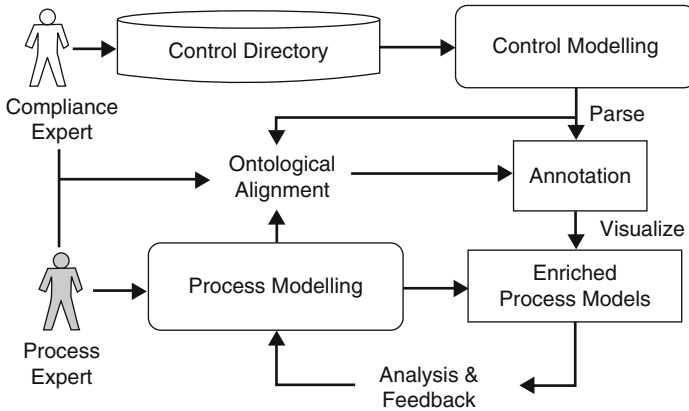 Control Directory
Control Modelling
Compliance
Expert
Parse
Ontological
Alignment
Annotation
Visualize
Process Modelling
Enriched
Process Models
Process
Expert
Analysis &
Feedback